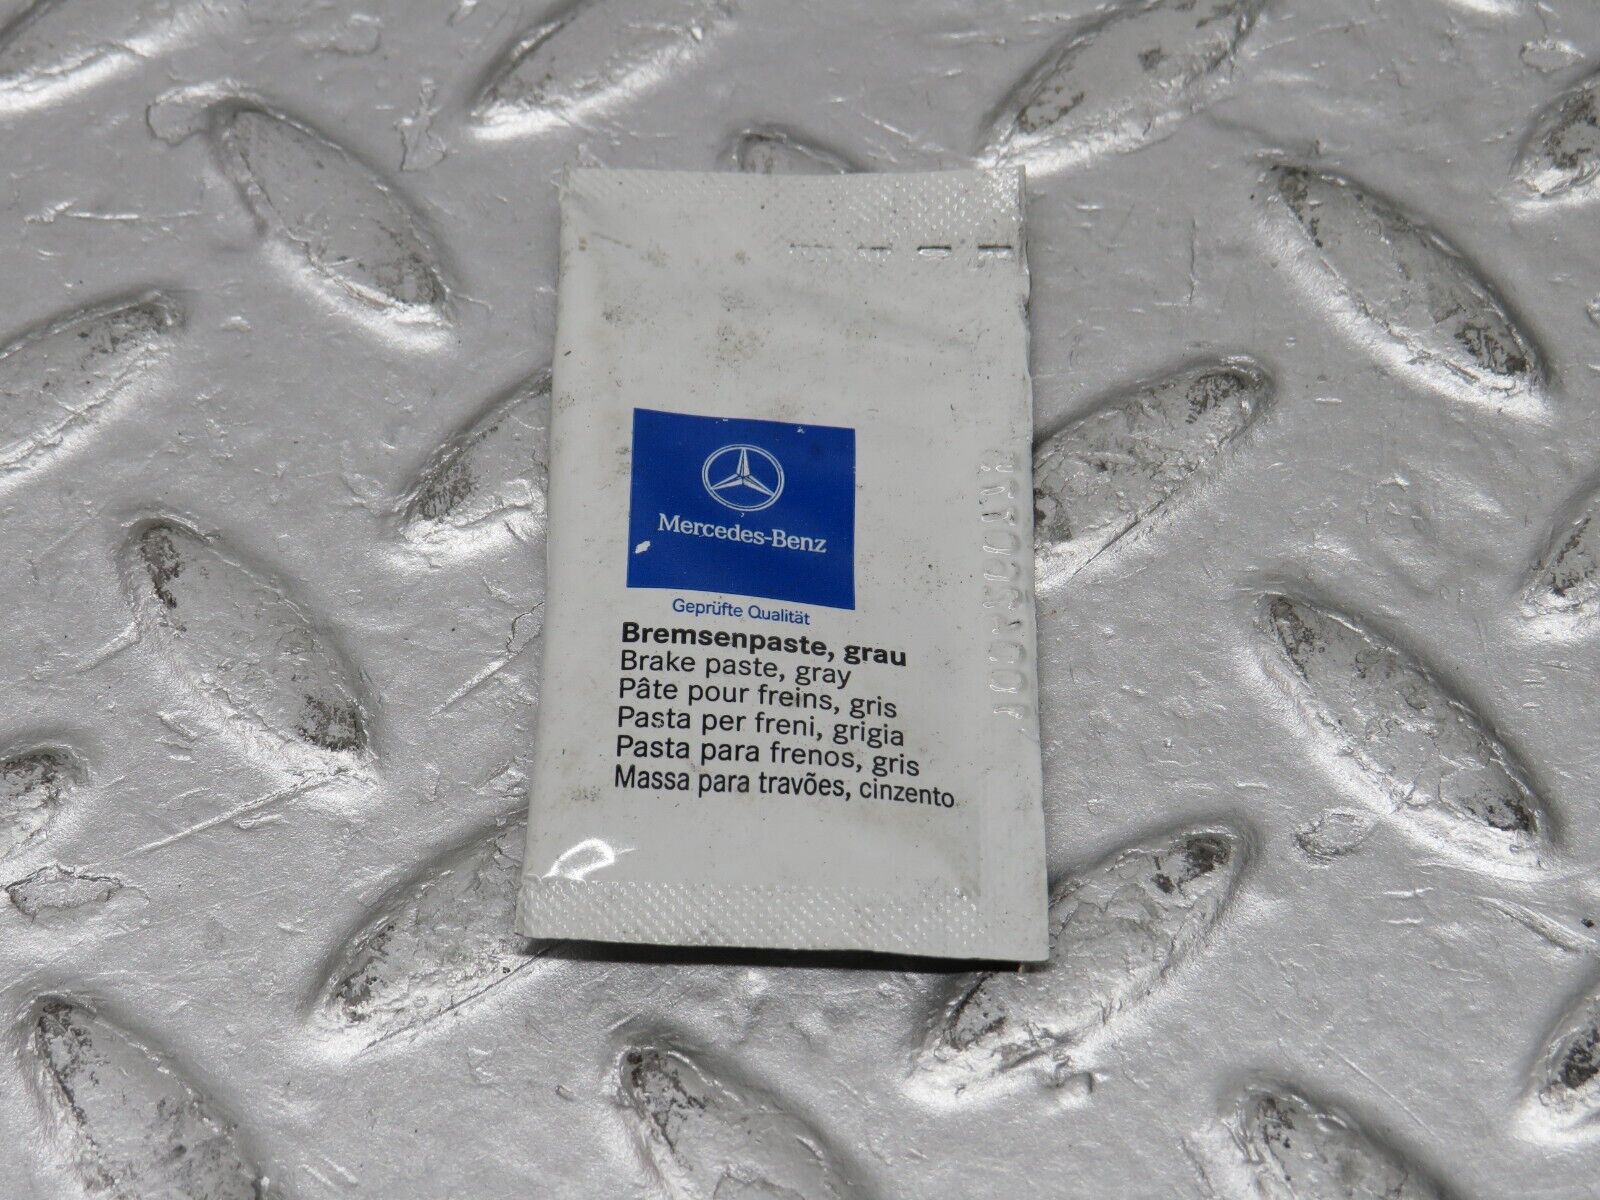 Mercedes-Benz
Geprüfte Qualität
Bremsenpaste, grau
Brake paste, gray
Pâte pour freins, gris
Pasta per freni, grigia
Pasta para frenos, gris
Massa para travões, cinzento